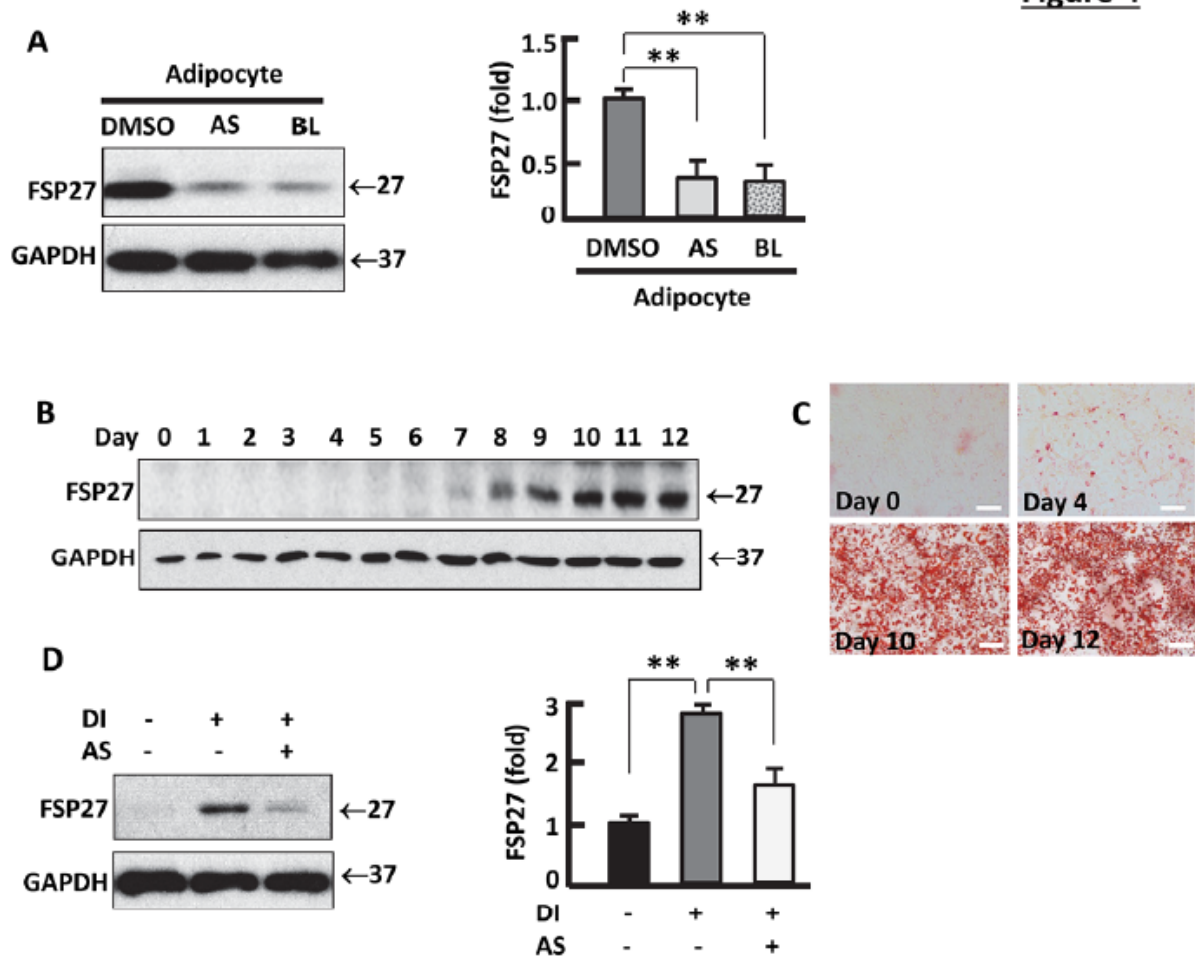 A
Adipocyte
DMSO AS BL
FSP27 ←27
GAPDH ←37
FSP27 (fold)
1.5
1.0
0.5
0
** 
**
DMSO AS BL
Adipocyte
B
Day 0 1 2 3 4 5 6 7 8 9 10 11 12
FSP27 ←27
GAPDH ←37
C
Day 0 Day 4
Day 10 Day 12
D
DI - + +
AS - - +
FSP27 ←27
GAPDH ←37
FSP27 (fold)
3
2
1
0
** **
DI - + +
AS - - +